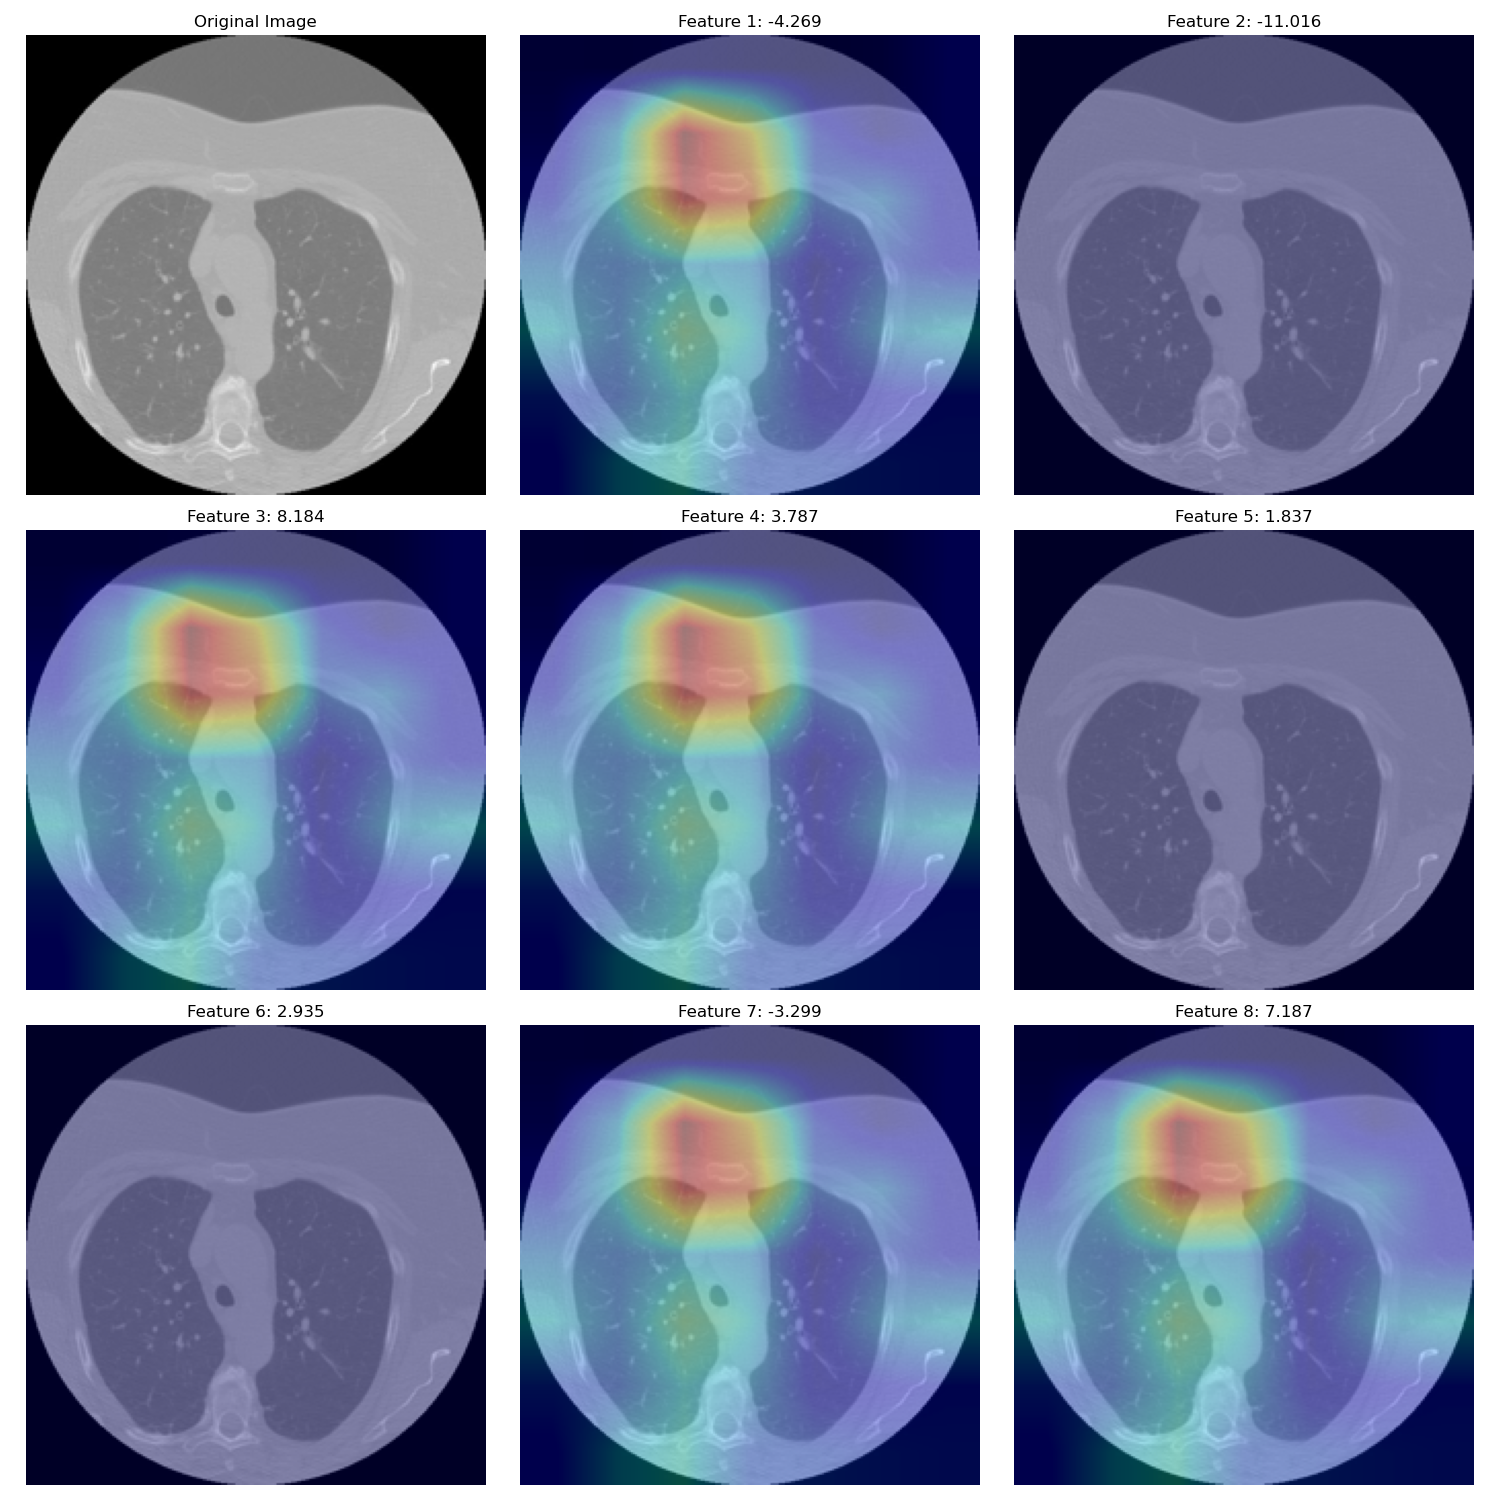 Original Image
Feature 1: -4.269
Feature 2: -11.016
Feature 3: 8.184
Feature 4: 3.787
Feature 5: 1.837
Feature 6: 2.935
Feature 7: -3.299
Feature 8: 7.187